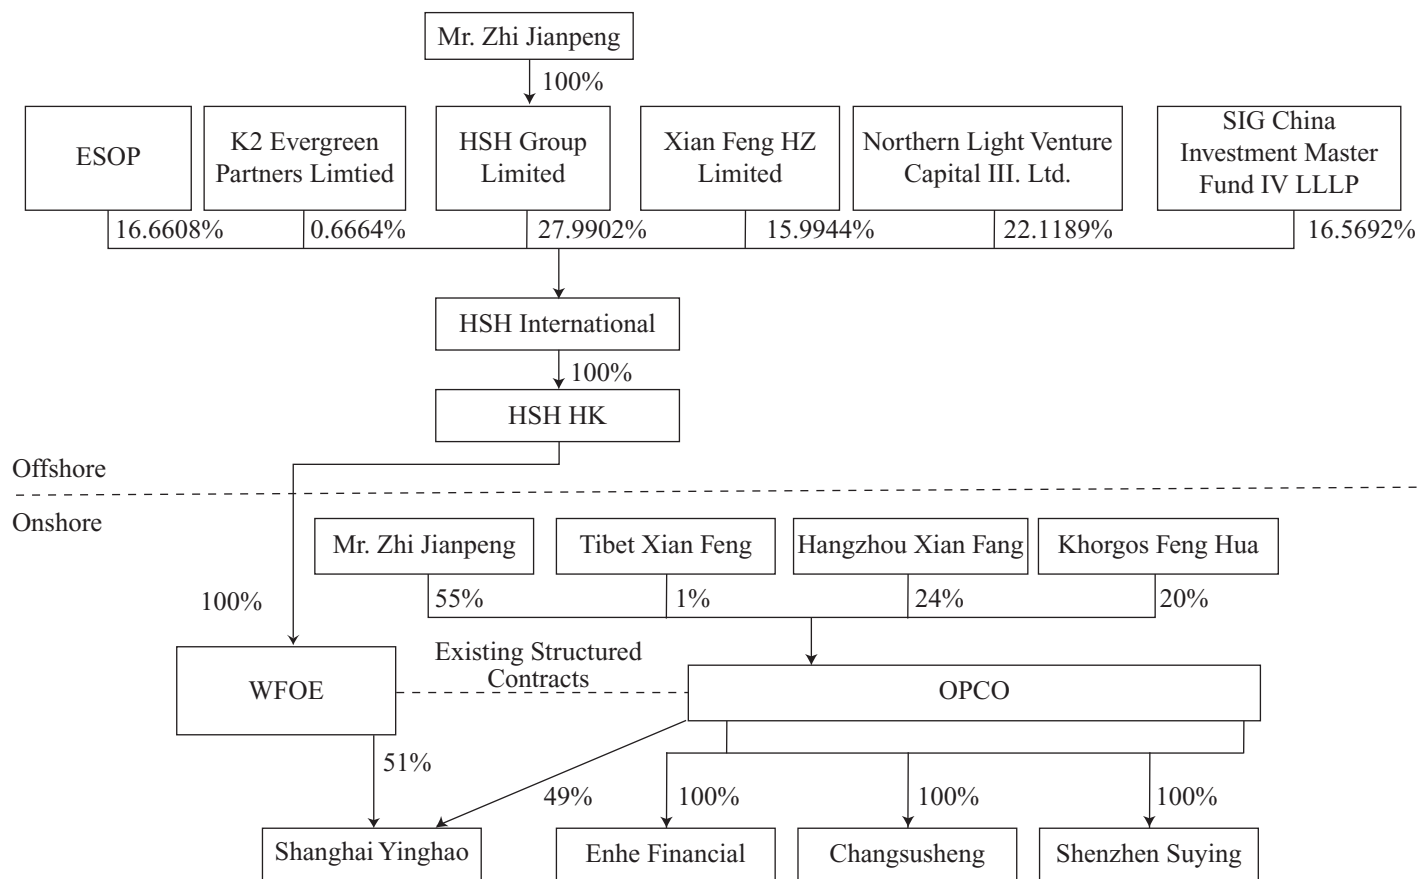 Mr. Zhi Jianpeng
100%
ESOP
K2 Evergreen
Partners Limtied
HSH Group
Limited
Xian Feng HZ
Limited
Northern Light Venture
Capital III. Ltd.
SIG China
Investment Master
Fund IV LLLP
16.6608%
0.6664%
27.9902%
15.9944%
22.1189%
16.5692%
HSH International
100%
HSH HK
Offshore
Onshore
Mr. Zhi Jianpeng
Tibet Xian Feng
Hangzhou Xian Fang
Khorgos Feng Hua
100%
55%
1%
24%
20%
WFOE
Existing Structured
Contracts
OPCO
51%
49%
100%
100%
100%
Shanghai Yinghao
Enhe Financial
Changsusheng
Shenzhen Suying